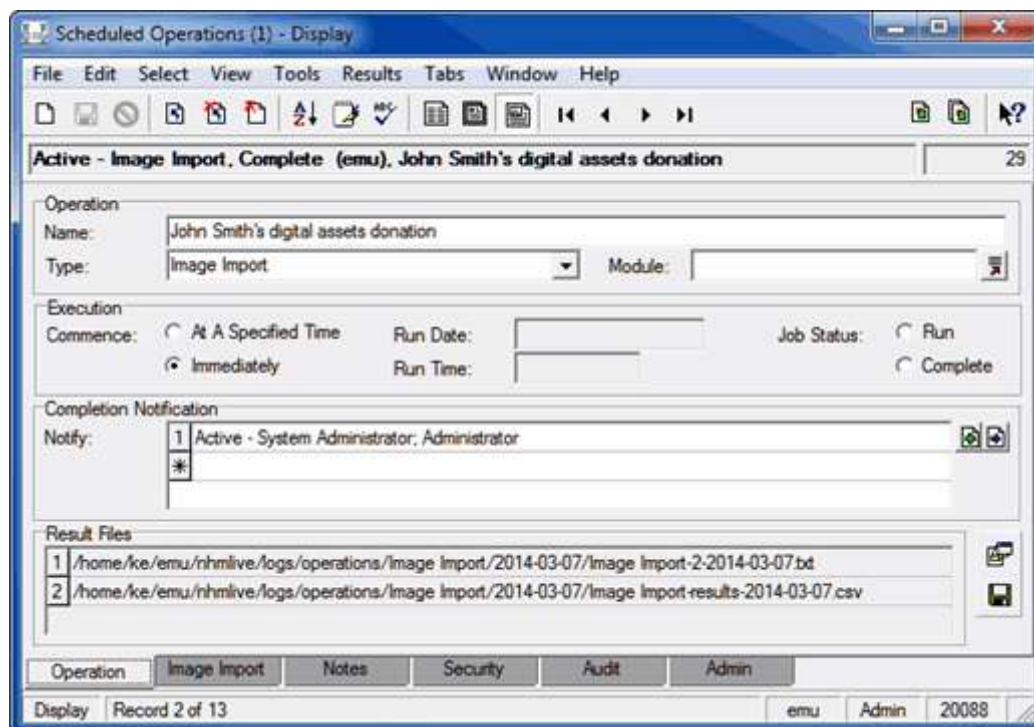 Scheduled Operations (1) - Display
File Edit Select View Tools Results Tabs Window Help
Active - Image Import, Complete (emu), John Smith's digital assets donation 29
Operation
Name: John Smith's digital assets donation
Type: Image Import Module:
Execution
Commence: At A Specified Time Run Date: Job Status: Run
Immediately Run Time: Complete
Completion Notification
Notify: 1 Active - System Administrator; Administrator
Result Files
1 /home/ke/emu/nhmlive/logs/operations/Image Import/2014-03-07/Image Import-2-2014-03-07.txt
2 /home/ke/emu/nhmlive/logs/operations/Image Import/2014-03-07/Image Import-results-2014-03-07.csv
Operation Image Import Notes Security Audit Admin
Display Record 2 of 13 emu Admin 20088